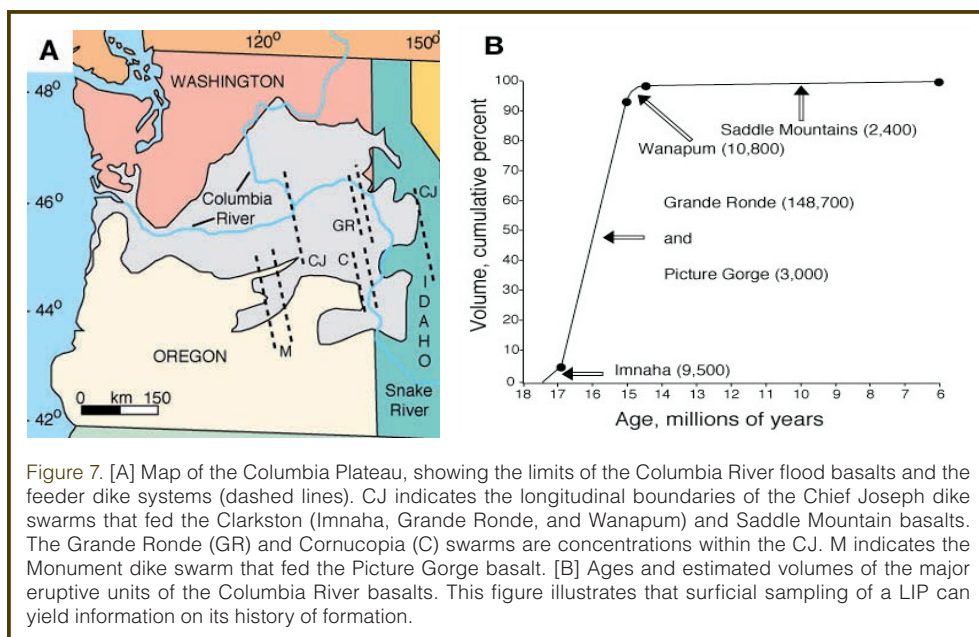 A
120°
150°
WASHINGTON
48°
Columbia
River
CJ
46°
GR
CJ
C
I
D
A
H
O
44°
M
OREGON
Snake
River
0 km 150
42°
B
Volume, cumulative percent
100
90
80
70
60
50
40
30
20
10
0
Saddle Mountains (2,400)
Wanapum (10,800)
Grande Ronde (148,700)
and
Picture Gorge (3,000)
Imnaha (9,500)
18 17 16 15 14 13 12 11 10 9 8 7 6
Age, millions of years
Figure 7. [A] Map of the Columbia Plateau, showing the limits of the Columbia River flood basalts and the
feeder dike systems (dashed lines). CJ indicates the longitudinal boundaries of the Chief Joseph dike
swarms that fed the Clarkston (Imnaha, Grande Ronde, and Wanapum) and Saddle Mountain basalts.
The Grande Ronde (GR) and Cornucopia (C) swarms are concentrations within the CJ. M indicates the
Monument dike swarm that fed the Picture Gorge basalt. [B] Ages and estimated volumes of the major
eruptive units of the Columbia River basalts. This figure illustrates that surficial sampling of a LIP can
yield information on its history of formation.